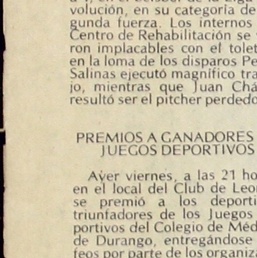 volución, en su categoría de
gunda fuerza. Los internos
Centro de Rehabilitación se
ron implacables con el tolet
en la loma de los disparos Pe
Salinas ejecutó magnífico tra
jo, mientras que Juan Chá
resultó ser el pitcher perdedo
PREMIOS A GANADORES
JUEGOS DEPORTIVOS
Ayer viernes, a las 21 ho
en el local del Club de Leo
se premió a los deporti
triunfadores de los Juegos
portivos del Colegio de Méd
de Durango, entregándose
feos por parte de los organiza